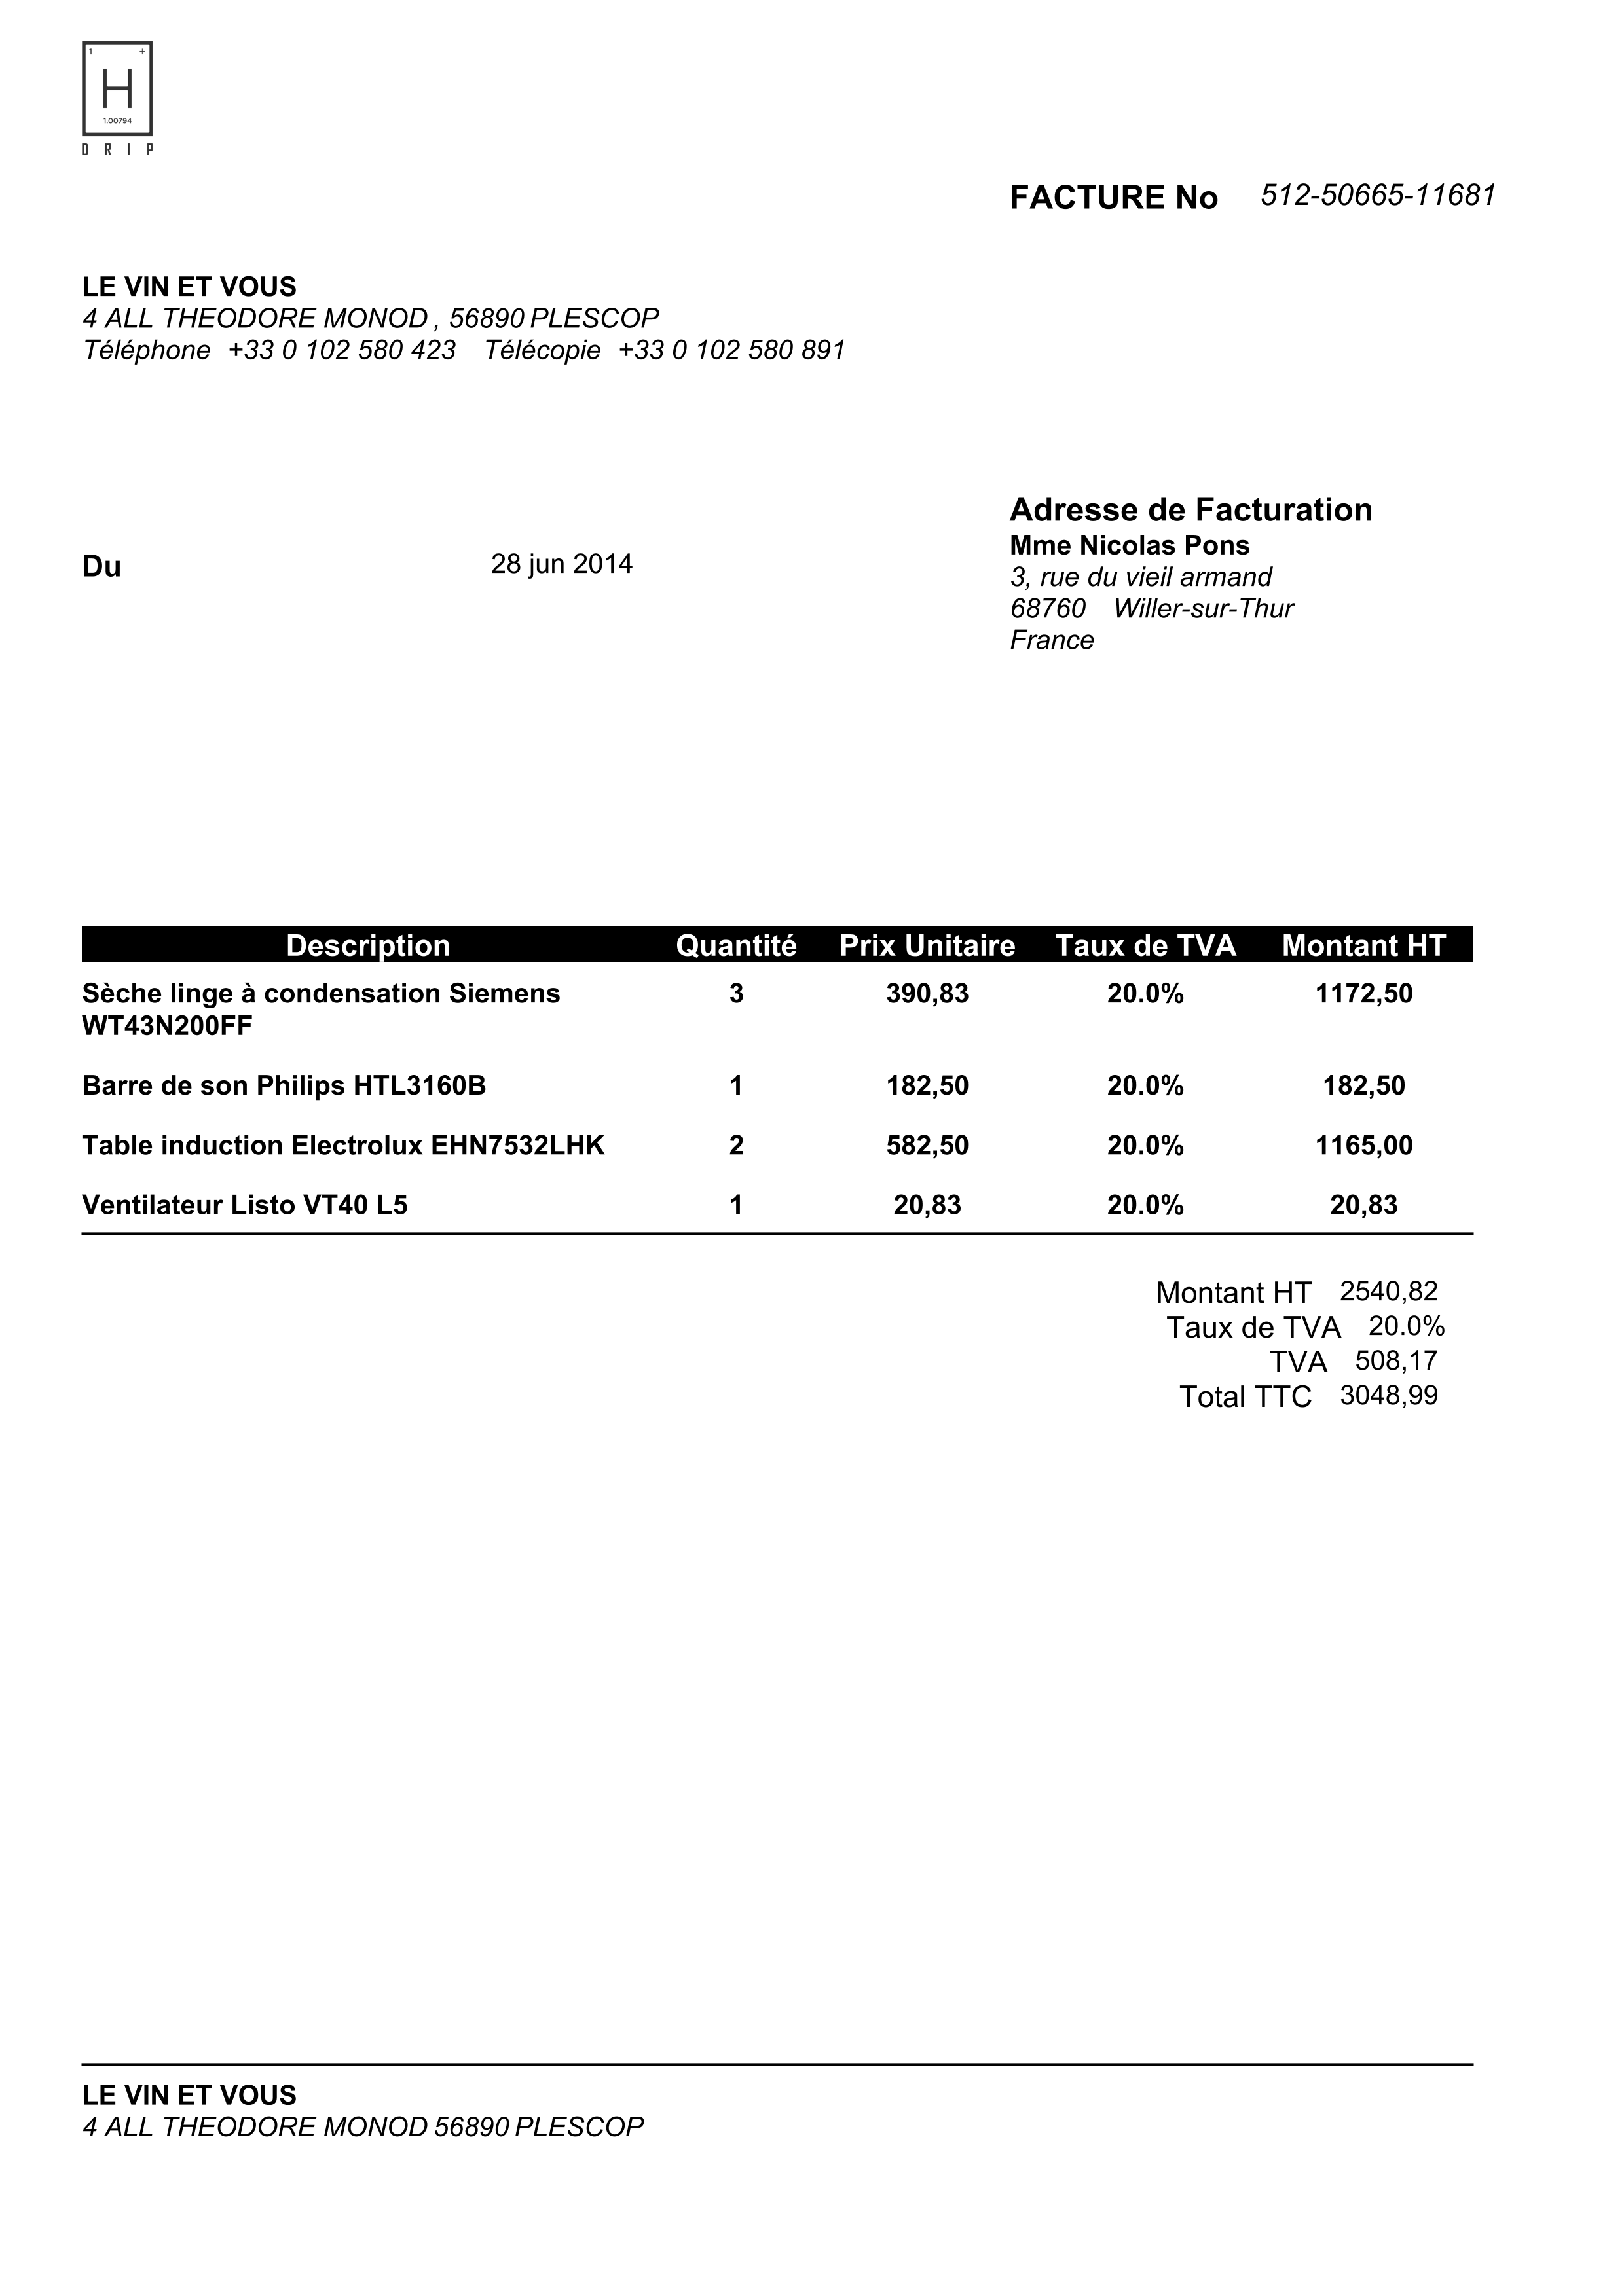 1 +
H
1.00794
DRIP
FACTURE No 512-50665-11681
LE VIN ET VOUS
4 ALL THEODORE MONOD , 56890 PLESCOP
Téléphone +33 0 102 580 423 Télécopie +33 0 102 580 891
Adresse de Facturation
Mme Nicolas Pons
Du 28 jun 2014
3, rue du vieil armand
68760 Willer-sur-Thur
France
Description Quantité Prix Unitaire Taux de TVA Montant HT
Sèche linge à condensation Siemens 3 390,83 20.0% 1172,50
WT43N200FF
Barre de son Philips HTL3160B 1 182,50 20.0% 182,50
Table induction Electrolux EHN7532LHK 2 582,50 20.0% 1165,00
Ventilateur Listo VT40 L5 1 20,83 20.0% 20,83
Montant HT 2540,82
Taux de TVA 20.0%
TVA 508,17
Total TTC 3048,99
LE VIN ET VOUS
4 ALL THEODORE MONOD 56890 PLESCOP